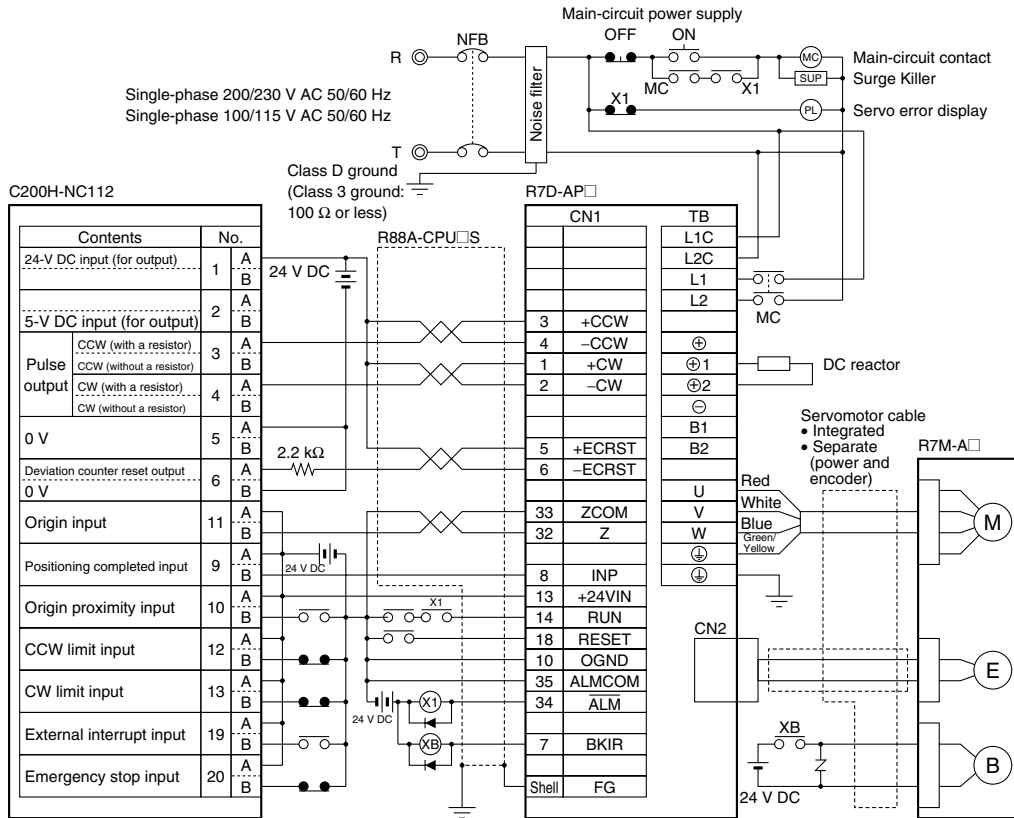 Main-circuit power supply
OFF
ON
R
NFB
Noise filter
MC
Main-circuit contact
MC
X1
SUP
Surge Killer
Single-phase 200/230 V AC 50/60 Hz
Single-phase 100/115 V AC 50/60 Hz
X1
PL
Servo error display
T
Class D ground
(Class 3 ground:
100 Ω or less)
C200H-NC112
R7D-AP□
R88A-CPU□S
Contents No.
24-V DC input (for output) 1 A B
5-V DC input (for output) 2 A B
Pulse output
CCW (with a resistor)
CCW (without a resistor)
3 A B
CW (with a resistor)
CW (without a resistor)
4 A B
0 V 5 A B
Deviation counter reset output
0 V
6 A B
Origin input 11 A B
Positioning completed input 9 A B
Origin proximity input 10 A B
CCW limit input 12 A B
CW limit input 13 A B
External interrupt input 19 A B
Emergency stop input 20 A B
24 V DC
2.2 kΩ
24 V DC
X1
24 V DC
X1
XB
CN1
3 +CCW
4 −CCW
1 +CW
2 −CW
5 +ECRST
6 −ECRST
33 ZCOM
32 Z
8 INP
13 +24VIN
14 RUN
18 RESET
10 OGND
35 ALMCOM
34 ALM
7 BKIR
Shell FG
TB
L1C
L2C
L1
L2
⊕
⊕1
⊕2
⊖
B1
B2
U
V
W
MC
DC reactor
Red
White
Blue
Green/
Yellow
CN2
Servomotor cable
• Integrated
• Separate
(power and
encoder)
R7M-A□
M
E
B
XB
24 V DC